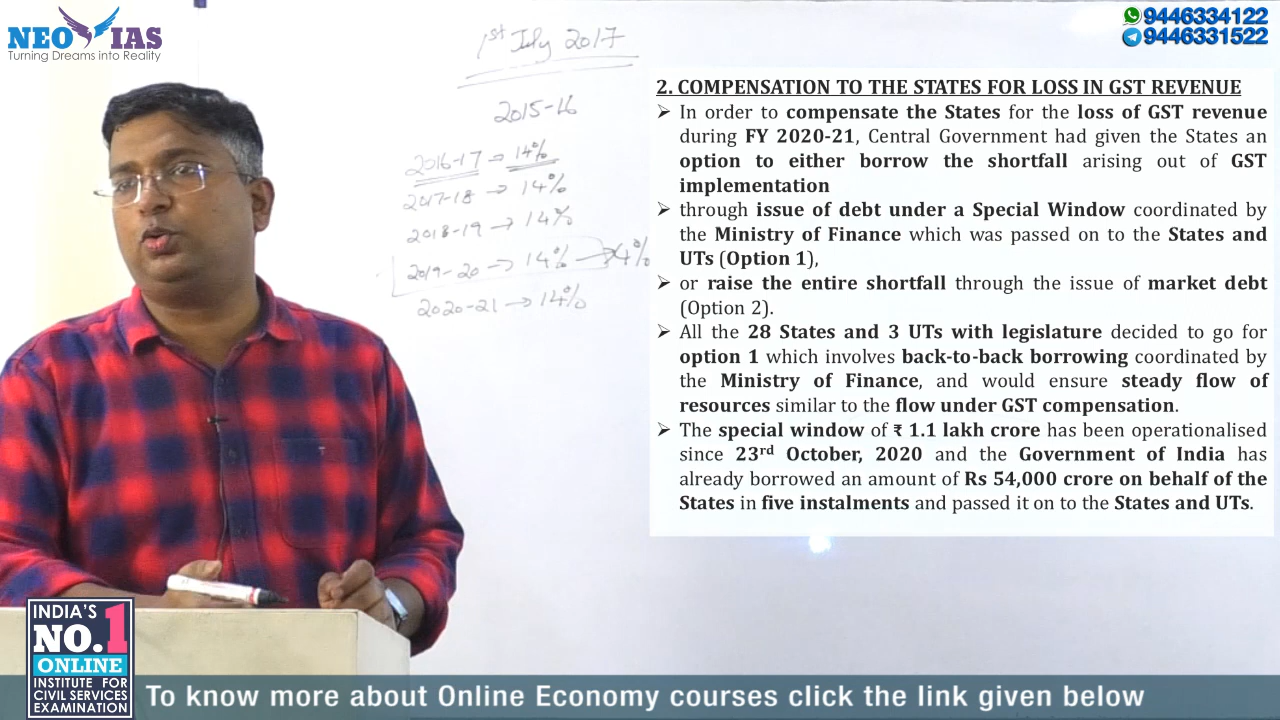 NEO IAS
Turning Dreams into Reality
9446334122
9446331522
1st July 2017
2015-16
2016-17 → 14%
2017-18 → 14%
2018-19 → 14%
2019-20 → 14% → 4%
2020-21 → 14%
2. COMPENSATION TO THE STATES FOR LOSS IN GST REVENUE
➢ In order to compensate the States for the loss of GST revenue
during FY 2020-21, Central Government had given the States an
option to either borrow the shortfall arising out of GST
implementation
➢ through issue of debt under a Special Window coordinated by
the Ministry of Finance which was passed on to the States and
UTs (Option 1),
➢ or raise the entire shortfall through the issue of market debt
(Option 2).
➢ All the 28 States and 3 UTs with legislature decided to go for
option 1 which involves back-to-back borrowing coordinated by
the Ministry of Finance, and would ensure steady flow of
resources similar to the flow under GST compensation.
➢ The special window of ₹ 1.1 lakh crore has been operationalised
since 23rd October, 2020 and the Government of India has
already borrowed an amount of Rs 54,000 crore on behalf of the
States in five instalments and passed it on to the States and UTs.
INDIA'S
NO.1
ONLINE
INSTITUTE FOR
CIVIL SERVICES
EXAMINATION
To know more about Online Economy courses click the link given below